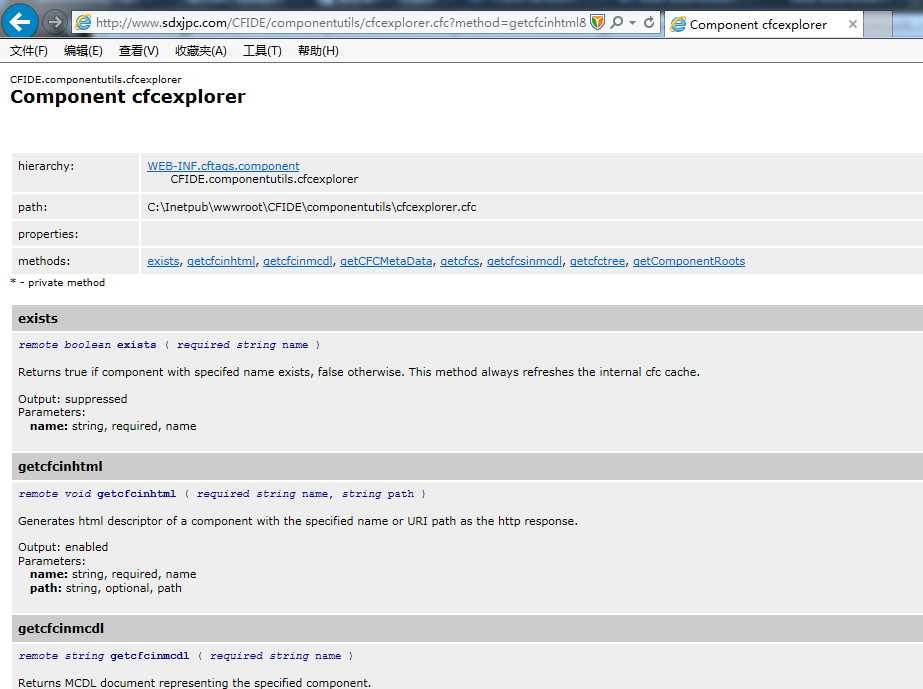 http://www.sdxjpc.com/CFIDE/componentutils/cfcexplorer.cfc?method=getcfcinhtml&
Component cfcexplorer
文件(F) 编辑(E) 查看(V) 收藏夹(A) 工具(T) 帮助(H)
CFIDE.componentutils.cfcexplorer
Component cfcexplorer
hierarchy: WEB-INF.cftags.component
CFIDE.componentutils.cfcexplorer
path: C:\Inetpub\wwwroot\CFIDE\componentutils\cfcexplorer.cfc
properties:
methods: exists, getcfcinhtml, getcfcinmcdl, getCFCMetaData, getcfcs, getcfcsinmcdl, getcfctree, getComponentRoots
* - private method
exists
remote boolean exists ( required string name )
Returns true if component with specifed name exists, false otherwise. This method always refreshes the internal cfc cache.
Output: suppressed
Parameters:
name: string, required, name
getcfcinhtml
remote void getcfcinhtml ( required string name, string path )
Generates html descriptor of a component with the specified name or URI path as the http response.
Output: enabled
Parameters:
name: string, required, name
path: string, optional, path
getcfcinmcdl
remote string getcfcinmcdl ( required string name )
Returns MCDL document representing the specified component.